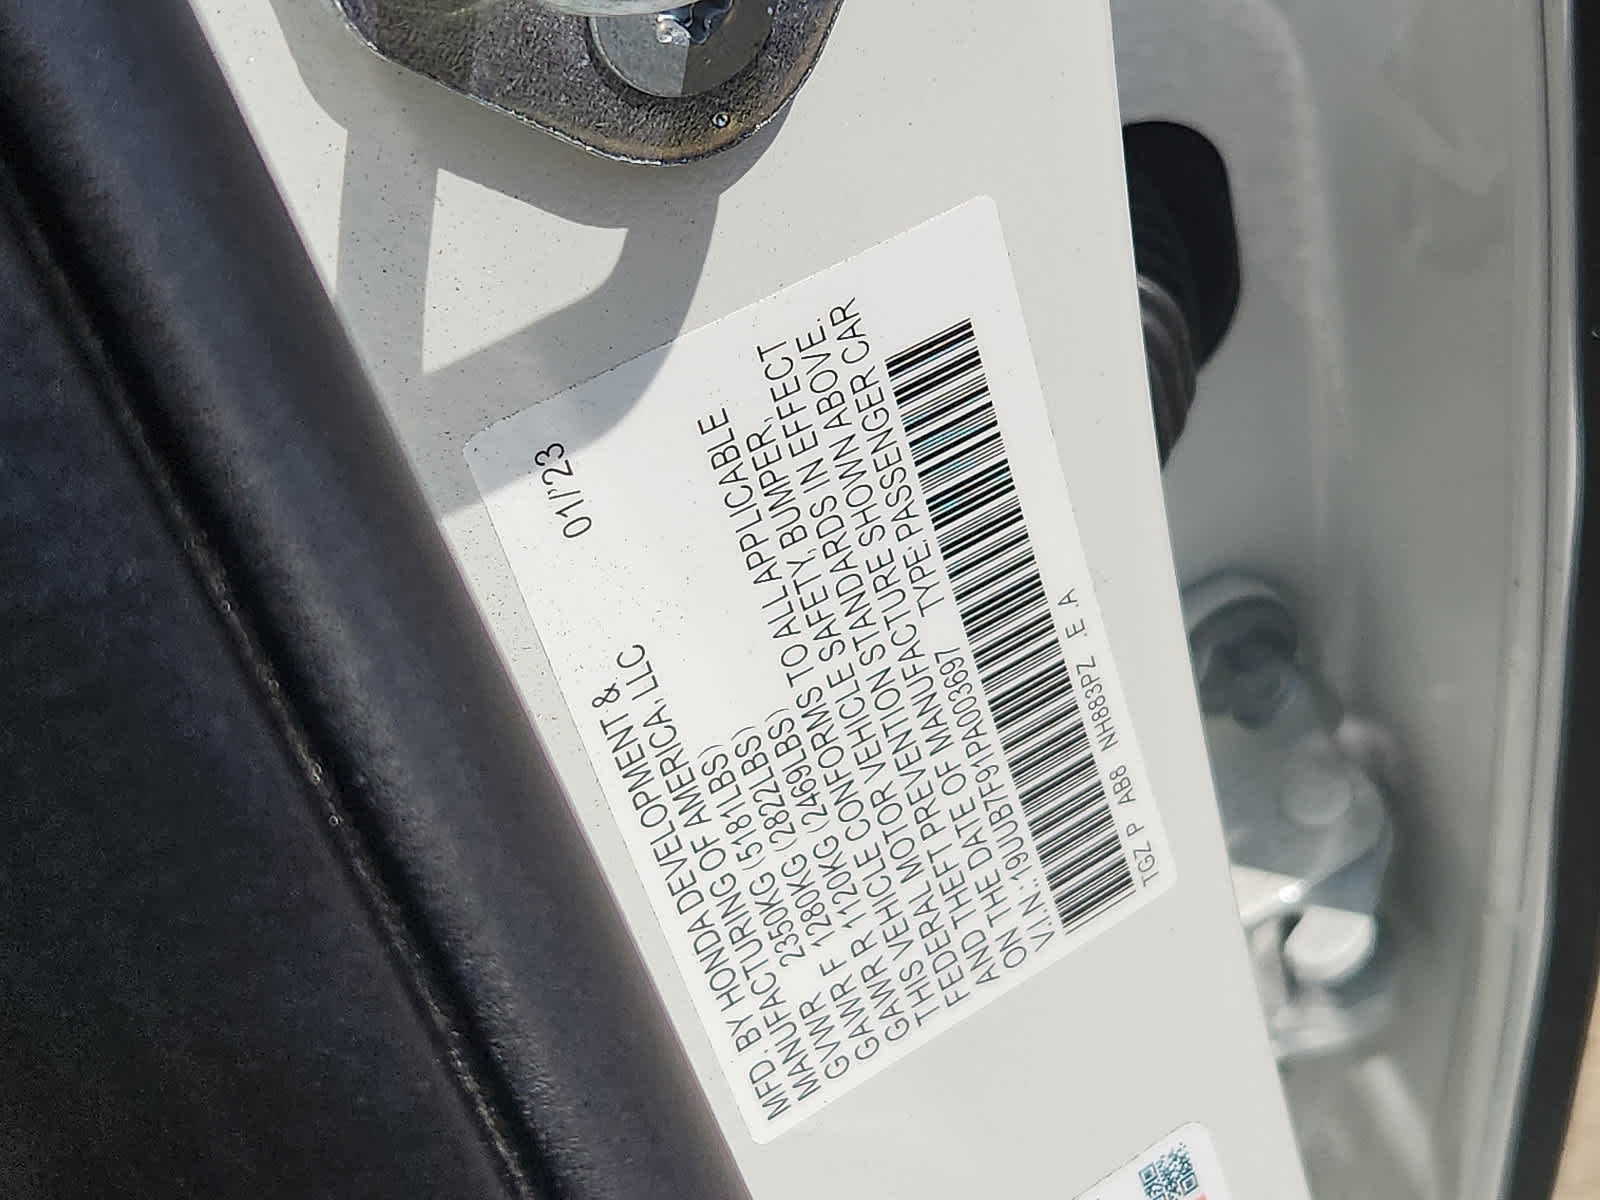 MFD. BY HONDA DEVELOPMENT & 01/'23
MANUFACTURING OF AMERICA, LLC
GVWR 2350KG (5181LBS)
GAWR F 1280KG (2822LBS)
GAWR R 1120KG (2469LBS)
THIS VEHICLE CONFORMS TO ALL APPLICABLE
FEDERAL MOTOR VEHICLE SAFETY, BUMPER,
AND THEFT PREVENTION STANDARDS IN EFFECT
ON THE DATE OF MANUFACTURE SHOWN ABOVE.
V.I.N.:19UUB7F91PA003697 TYPE:PASSENGER CAR
TGZ P AB8 NH883PZ .E A